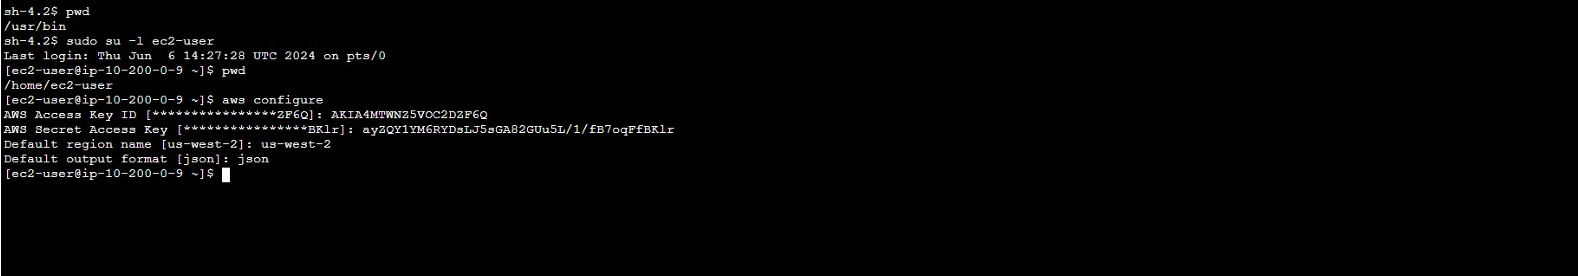 sh-4.2$ pwd
/usr/bin
sh-4.2$ sudo su -l ec2-user
Last login: Thu Jun  6 14:27:28 UTC 2024 on pts/0
[ec2-user@ip-10-200-0-9 ~]$ pwd
/home/ec2-user
[ec2-user@ip-10-200-0-9 ~]$ aws configure
AWS Access Key ID [****************ZF6Q]: AKIA4MTWNZ5VOC2DZF6Q
AWS Secret Access Key [****************BKlr]: 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
Default region name [us-west-2]: us-west-2
Default output format [json]: json
[ec2-user@ip-10-200-0-9 ~]$